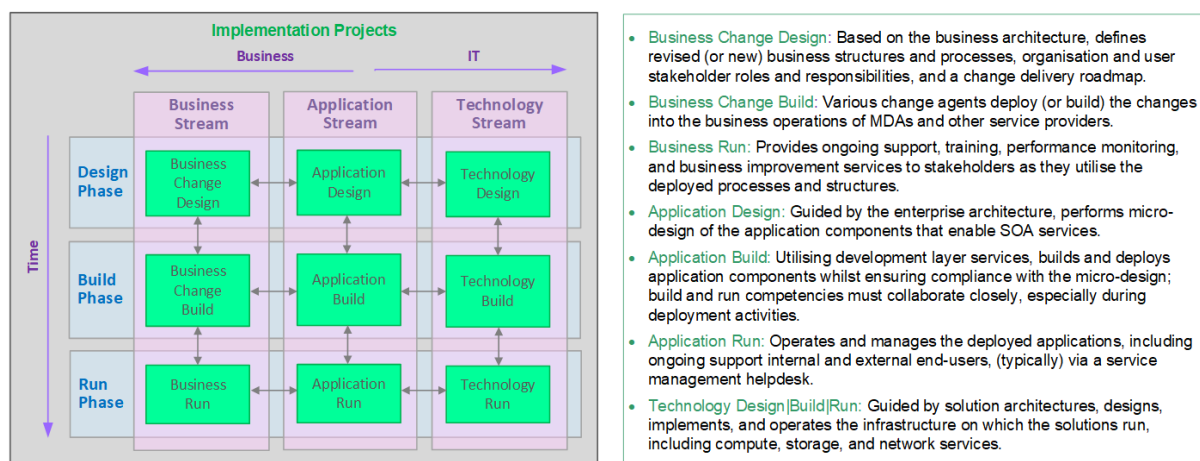 Implementation Projects
Business
IT
Business
Stream
Application
Stream
Technology
Stream
Time
Design
Phase
Business
Change
Design
Application
Design
Technology
Design
Build
Phase
Business
Change
Build
Application
Build
Technology
Build
Run
Phase
Business
Run
Application
Run
Technology
Run
• Business Change Design: Based on the business architecture, defines
revised (or new) business structures and processes, organisation and user
stakeholder roles and responsibilities, and a change delivery roadmap.
• Business Change Build: Various change agents deploy (or build) the changes
into the business operations of MDAs and other service providers.
• Business Run: Provides ongoing support, training, performance monitoring,
and business improvement services to stakeholders as they utilise the
deployed processes and structures.
• Application Design: Guided by the enterprise architecture, performs micro-
design of the application components that enable SOA services.
• Application Build: Utilising development layer services, builds and deploys
application components whilst ensuring compliance with the micro-design;
build and run competencies must collaborate closely, especially during
deployment activities.
• Application Run: Operates and manages the deployed applications, including
ongoing support internal and external end-users, (typically) via a service
management helpdesk.
• Technology Design|Build|Run: Guided by solution architectures, designs,
implements, and operates the infrastructure on which the solutions run,
including compute, storage, and network services.